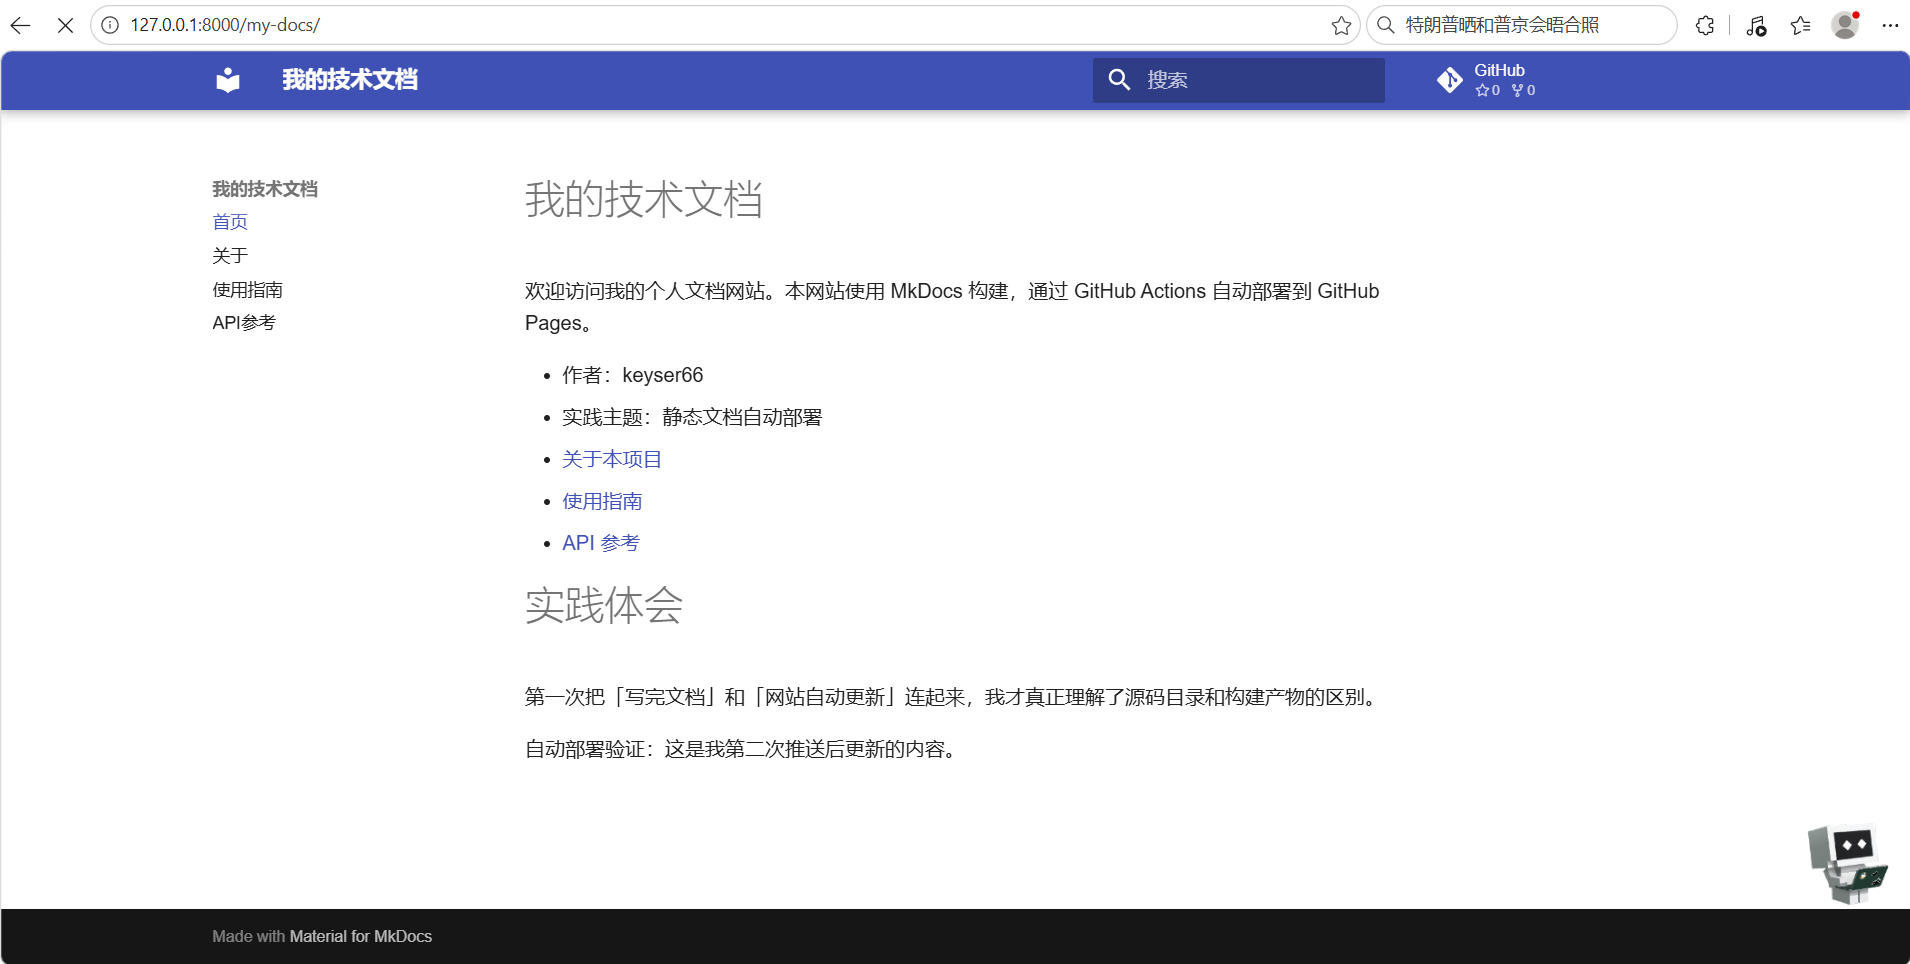 127.0.0.1:8000/my-docs/
特朗普晒和普京会晤合照
我的技术文档
搜索
GitHub
0 0
我的技术文档
首页
关于
使用指南
API参考
我的技术文档
欢迎访问我的个人文档网站。本网站使用 MkDocs 构建，通过 GitHub Actions 自动部署到 GitHub
Pages。
作者：keyser66
实践主题：静态文档自动部署
关于本项目
使用指南
API 参考
实践体会
第一次把「写完文档」和「网站自动更新」连起来，我才真正理解了源码目录和构建产物的区别。
自动部署验证：这是我第二次推送后更新的内容。
Made with Material for MkDocs